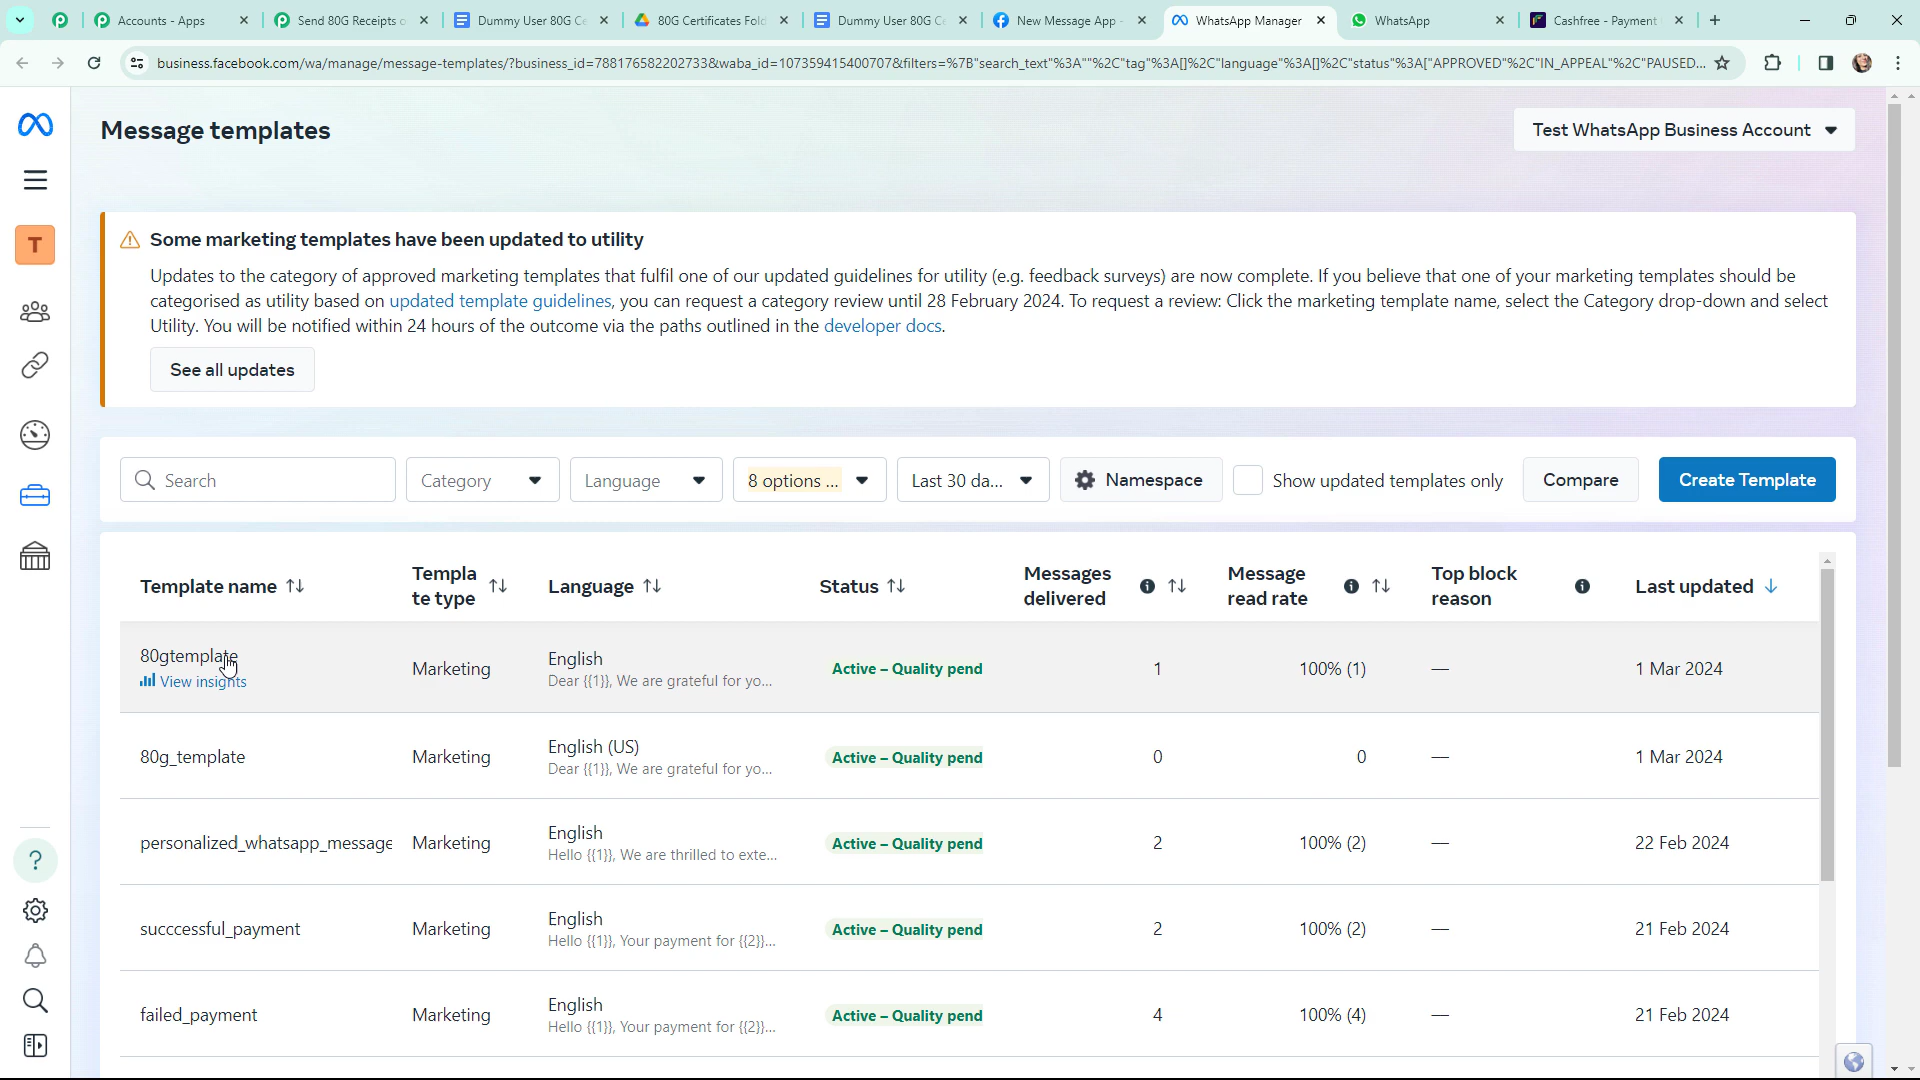 Accounts - Apps
Send 80G Receipts o
Dummy User 80G Ce
80G Certificates Fold
Dummy User 80G Ce
New Message App -
WhatsApp Manager
WhatsApp
Cashfree - Payment
business.facebook.com/wa/manage/message-templates/?business_id=788176582202733&waba_id=107359415400707&filters=%7B"search_text"%3A""%2C"tag"%3A[]%2C"language"%3A[]%2C"status"%3A["APPROVED"%2C"IN_APPEAL"%2C"PAUSED...
Message templates
Test WhatsApp Business Account
T
Some marketing templates have been updated to utility
Updates to the category of approved marketing templates that fulfil one of our updated guidelines for utility (e.g. feedback surveys) are now complete. If you believe that one of your marketing templates should be
categorised as utility based on updated template guidelines, you can request a category review until 28 February 2024. To request a review: Click the marketing template name, select the Category drop-down and select
Utility. You will be notified within 24 hours of the outcome via the paths outlined in the developer docs.
See all updates
Search
Category
Language
8 options ...
Last 30 da...
Namespace
Show updated templates only
Compare
Create Template
Template name
Templa
te type
Language
Status
Messages
delivered
Message
read rate
Top block
reason
Last updated
80gtemplate
View insights
Marketing
English
Dear {{1}}, We are grateful for yo...
Active – Quality pend
1
100% (1)
—
1 Mar 2024
80g_template
Marketing
English (US)
Dear {{1}}, We are grateful for yo...
Active – Quality pend
0
0
—
1 Mar 2024
personalized_whatsapp_message
Marketing
English
Hello {{1}}, We are thrilled to exte...
Active – Quality pend
2
100% (2)
—
22 Feb 2024
succcessful_payment
Marketing
English
Hello {{1}}, Your payment for {{2}}...
Active – Quality pend
2
100% (2)
—
21 Feb 2024
failed_payment
Marketing
English
Hello {{1}}, Your payment for {{2}}...
Active – Quality pend
4
100% (4)
—
21 Feb 2024